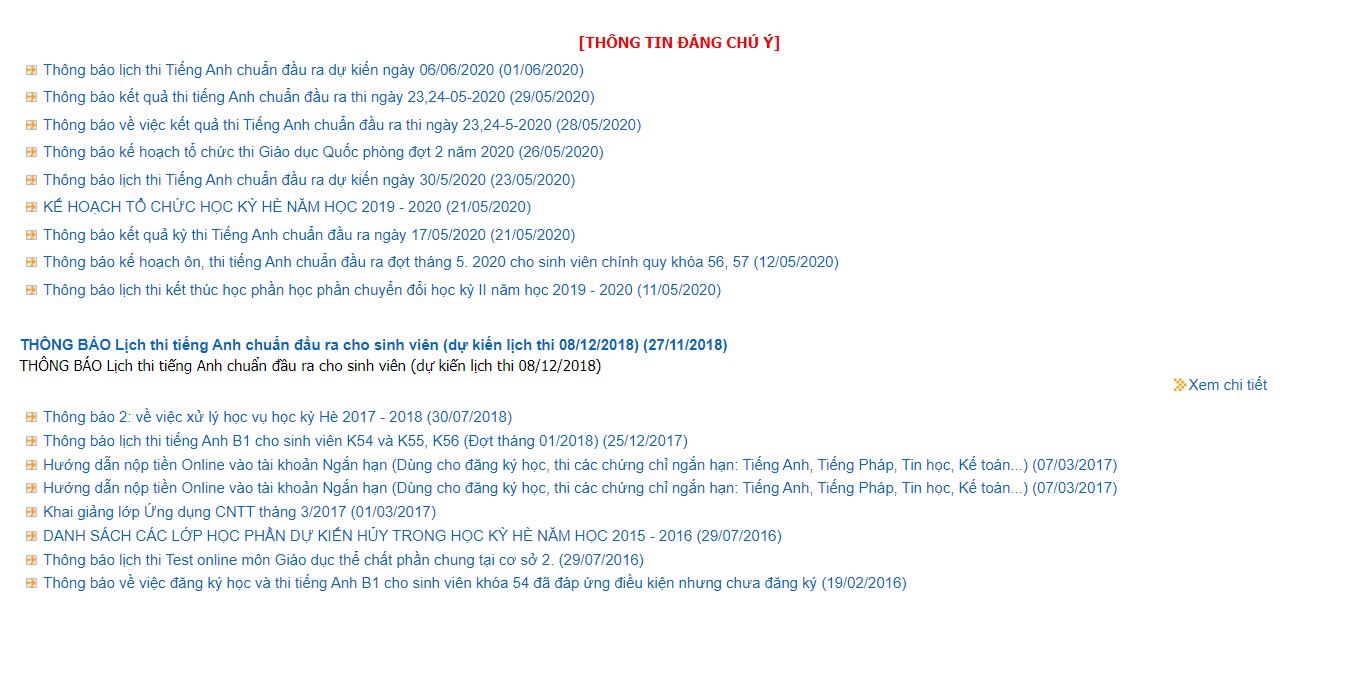 [THÔNG TIN ĐÁNG CHÚ Ý]
Thông báo lịch thi Tiếng Anh chuẩn đầu ra dự kiến ngày 06/06/2020 (01/06/2020)
Thông báo kết quả thi tiếng Anh chuẩn đầu ra thi ngày 23,24-05-2020 (29/05/2020)
Thông báo về việc kết quả thi Tiếng Anh chuẩn đầu ra thi ngày 23,24-5-2020 (28/05/2020)
Thông báo kế hoạch tổ chức thi Giáo dục Quốc phòng đợt 2 năm 2020 (26/05/2020)
Thông báo lịch thi Tiếng Anh chuẩn đầu ra dự kiến ngày 30/5/2020 (23/05/2020)
KẾ HOẠCH TỔ CHỨC HỌC KỲ HÈ NĂM HỌC 2019 - 2020 (21/05/2020)
Thông báo kết quả kỳ thi Tiếng Anh chuẩn đầu ra ngày 17/05/2020 (21/05/2020)
Thông báo kế hoạch ôn, thi tiếng Anh chuẩn đầu ra đợt tháng 5. 2020 cho sinh viên chính quy khóa 56, 57 (12/05/2020)
Thông báo lịch thi kết thúc học phần học phần chuyển đổi học kỳ II năm học 2019 - 2020 (11/05/2020)
THÔNG BÁO Lịch thi tiếng Anh chuẩn đầu ra cho sinh viên (dự kiến lịch thi 08/12/2018) (27/11/2018)
THÔNG BÁO Lịch thi tiếng Anh chuẩn đầu ra cho sinh viên (dự kiến lịch thi 08/12/2018)
Xem chi tiết
Thông báo 2: về việc xử lý học vụ học kỳ Hè 2017 - 2018 (30/07/2018)
Thông báo lịch thi tiếng Anh B1 cho sinh viên K54 và K55, K56 (Đợt tháng 01/2018) (25/12/2017)
Hướng dẫn nộp tiền Online vào tài khoản Ngắn hạn (Dùng cho đăng ký học, thi các chứng chỉ ngắn hạn: Tiếng Anh, Tiếng Pháp, Tin học, Kế toán...) (07/03/2017)
Hướng dẫn nộp tiền Online vào tài khoản Ngắn hạn (Dùng cho đăng ký học, thi các chứng chỉ ngắn hạn: Tiếng Anh, Tiếng Pháp, Tin học, Kế toán...) (07/03/2017)
Khai giảng lớp Ứng dụng CNTT tháng 3/2017 (01/03/2017)
DANH SÁCH CÁC LỚP HỌC PHẦN DỰ KIẾN HỦY TRONG HỌC KỲ HÈ NĂM HỌC 2015 - 2016 (29/07/2016)
Thông báo lịch thi Test online môn Giáo dục thể chất phần chung tại cơ sở 2. (29/07/2016)
Thông báo về việc đăng ký học và thi tiếng Anh B1 cho sinh viên khóa 54 đã đáp ứng điều kiện nhưng chưa đăng ký (19/02/2016)